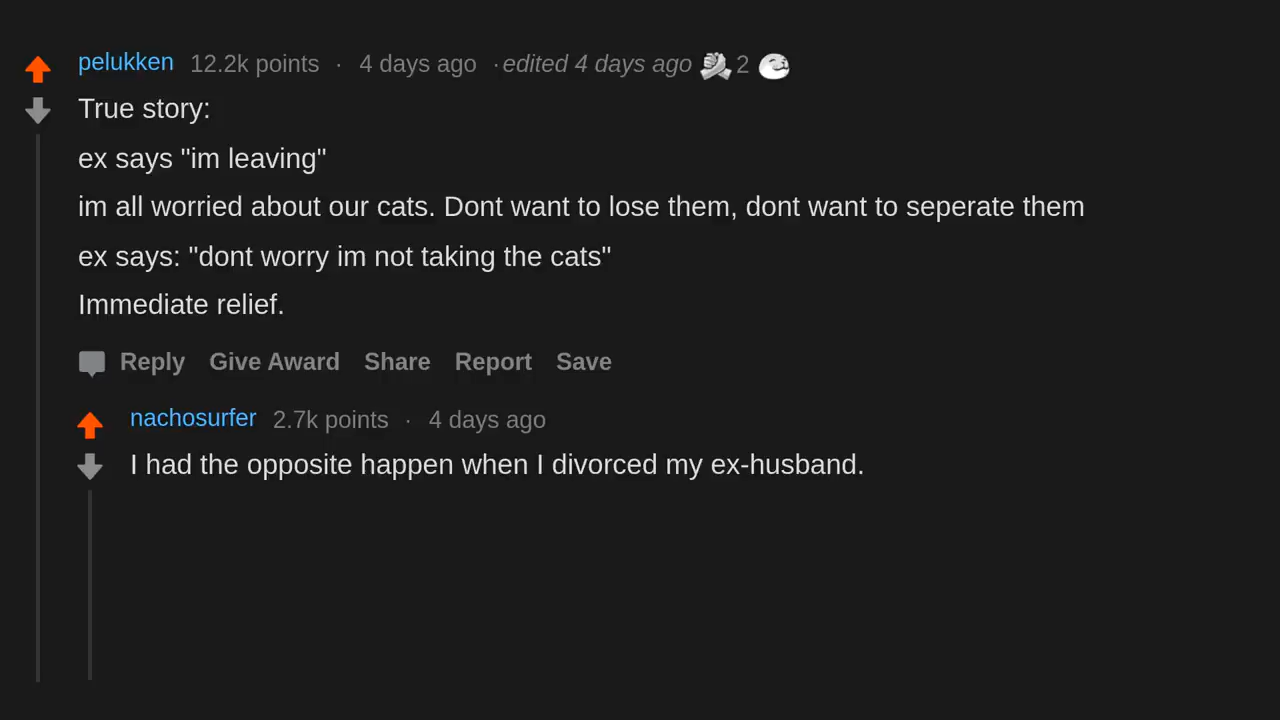 pelukken 12.2k points · 4 days ago · edited 4 days ago 2
True story:
ex says "im leaving"
im all worried about our cats. Dont want to lose them, dont want to seperate them
ex says: "dont worry im not taking the cats"
Immediate relief.
Reply Give Award Share Report Save
nachosurfer 2.7k points · 4 days ago
I had the opposite happen when I divorced my ex-husband.